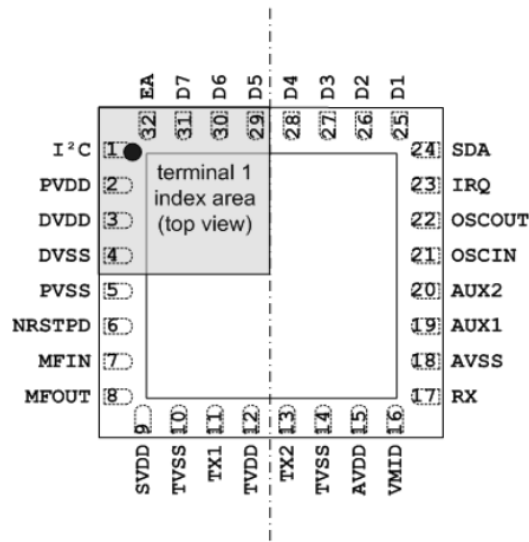 EA D7 D6 D5 D4 D3 D2 D1
32 31 30 29 28 27 26 25
I²C 1
PVDD 2
DVDD 3
DVSS 4
PVSS 5
NRSTPD 6
MFIN 7
MFOUT 8
terminal 1
index area
(top view)
24 SDA
23 IRQ
22 OSCOUT
21 OSCIN
20 AUX2
19 AUX1
18 AVSS
17 RX
9 10 11 12 13 14 15 16
SVDD TVSS TX1 TVDD TX2 TVSS AVDD VMID